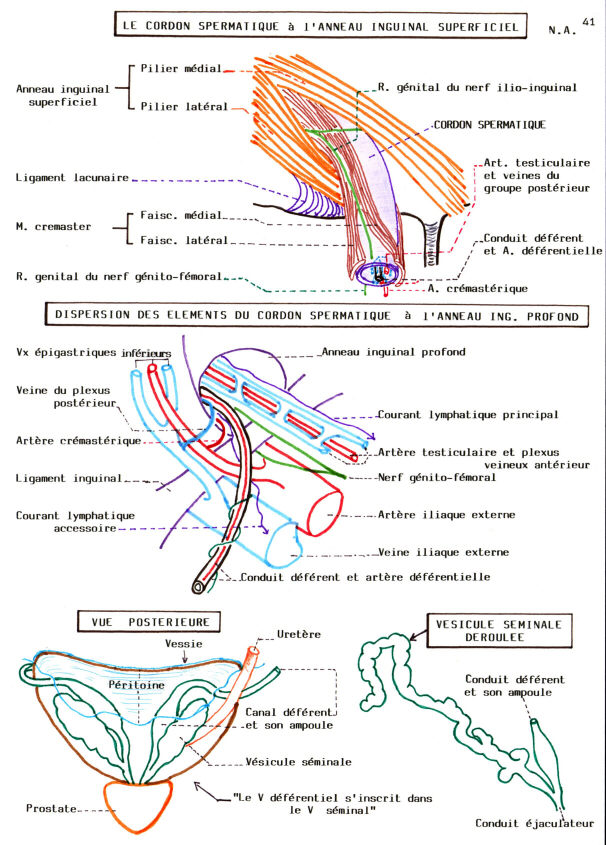 LE CORDON SPERMATIQUE à l'ANNEAU INGUINAL SUPERFICIEL
N.A. 41
Anneau inguinal
superficiel
Pilier médial
Pilier latéral
R. génital du nerf ilio-inguinal
CORDON SPERMATIQUE
Art. testiculaire
et veines du
groupe postérieur
Ligament lacunaire
M. cremaster
Faisc. médial
Faisc. latéral
Conduit déférent
et A. déférentielle
R. genital du nerf génito-fémoral
A. crémastérique
DISPERSION DES ELEMENTS DU CORDON SPERMATIQUE à l'ANNEAU ING. PROFOND
Vx épigastriques inférieurs
Anneau inguinal profond
Veine du plexus
postérieur
Courant lymphatique principal
Artère crémastérique
Artère testiculaire et plexus
veineux antérieur
Ligament inguinal
Nerf génito-fémoral
Courant lymphatique
accessoire
Artère iliaque externe
Veine iliaque externe
Conduit déférent et artère déférentielle
VUE POSTERIEURE
Vessie
Uretère
Péritoine
Canal déférent
et son ampoule
Vésicule séminale
"Le V déférentiel s'inscrit dans
le V séminal"
Prostate
VESICULE SEMINALE
DEROULEE
Conduit déférent
et son ampoule
Conduit éjaculateur